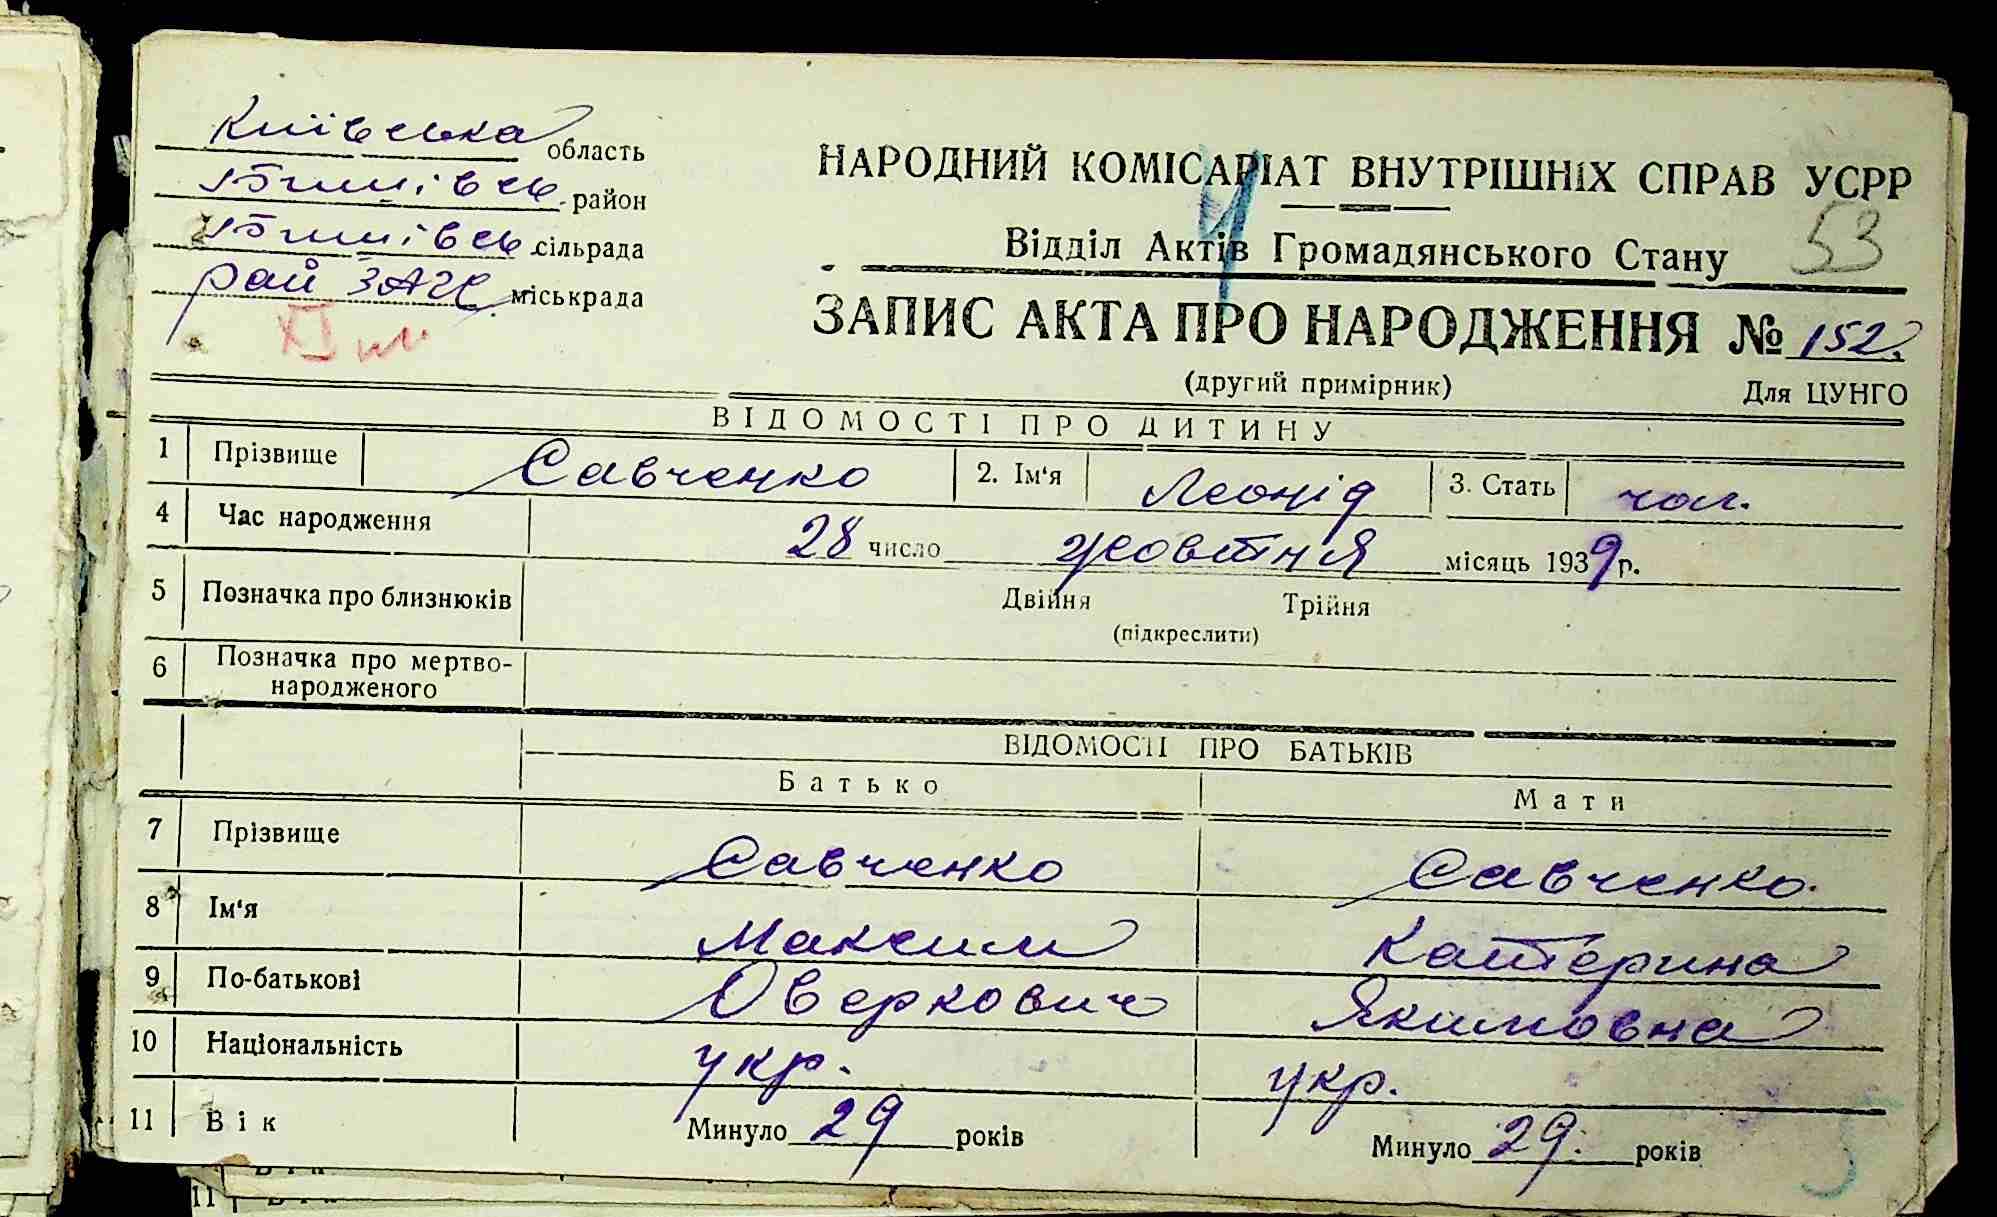 Київська область
район
сільрада
рай ЗАГС міськрада
НАРОДНИЙ КОМІСАРІАТ ВНУТРІШНІХ СПРАВ УСРР
53
Відділ Актів Громадянського Стану
ЗАПИС АКТА ПРО НАРОДЖЕННЯ № 152.
(другий примірник) Для ЦУНГО
ВІДОМОСТІ ПРО ДИТИНУ
1 Прізвище Савченко 2. Ім'я Леонід 3. Стать чол.
4 Час народження 28 число жовтня місяць 1939 р.
5 Позначка про близнюків Двійня Трійня
(підкреслити)
6 Позначка про мертво-
народженого
ВІДОМОСТІ ПРО БАТЬКІВ
Батько Мати
7 Прізвище Савченко Савченко.
8 Ім'я Максим Катерина
9 По-батькові Оверкович Якимовна
10 Національність укр. укр.
11 Вік Минуло 29 років Минуло 29. років
11